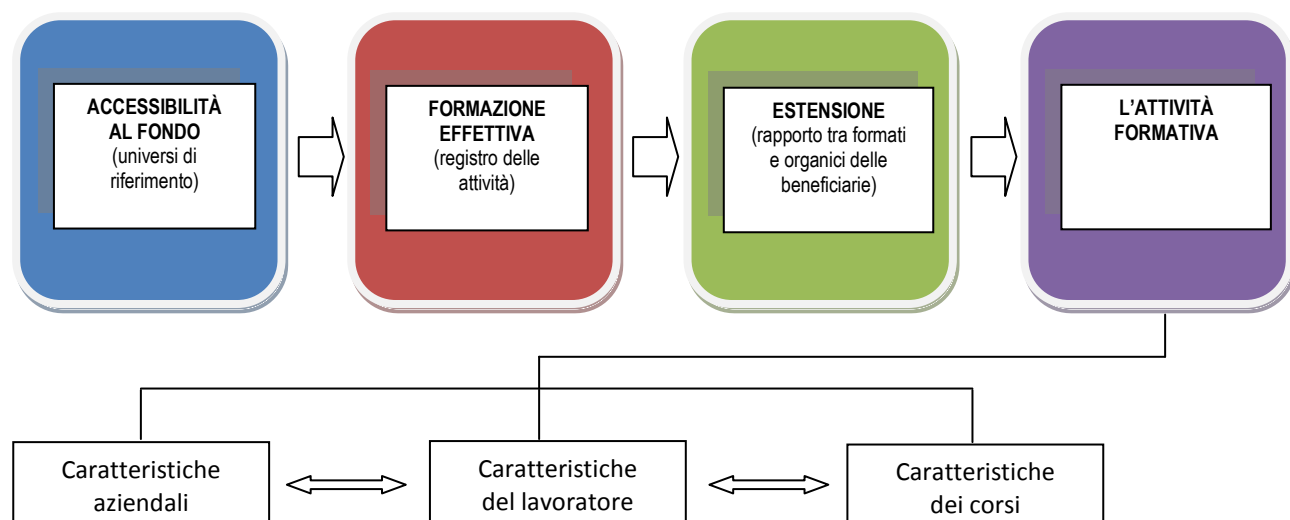 ACCESSIBILITÀ
AL FONDO
(universi di
riferimento)
FORMAZIONE
EFFETTIVA
(registro delle
attività)
ESTENSIONE
(rapporto tra formati
e organici delle
beneficiarie)
L’ATTIVITÀ
FORMATIVA
Caratteristiche
aziendali
Caratteristiche
del lavoratore
Caratteristiche
dei corsi